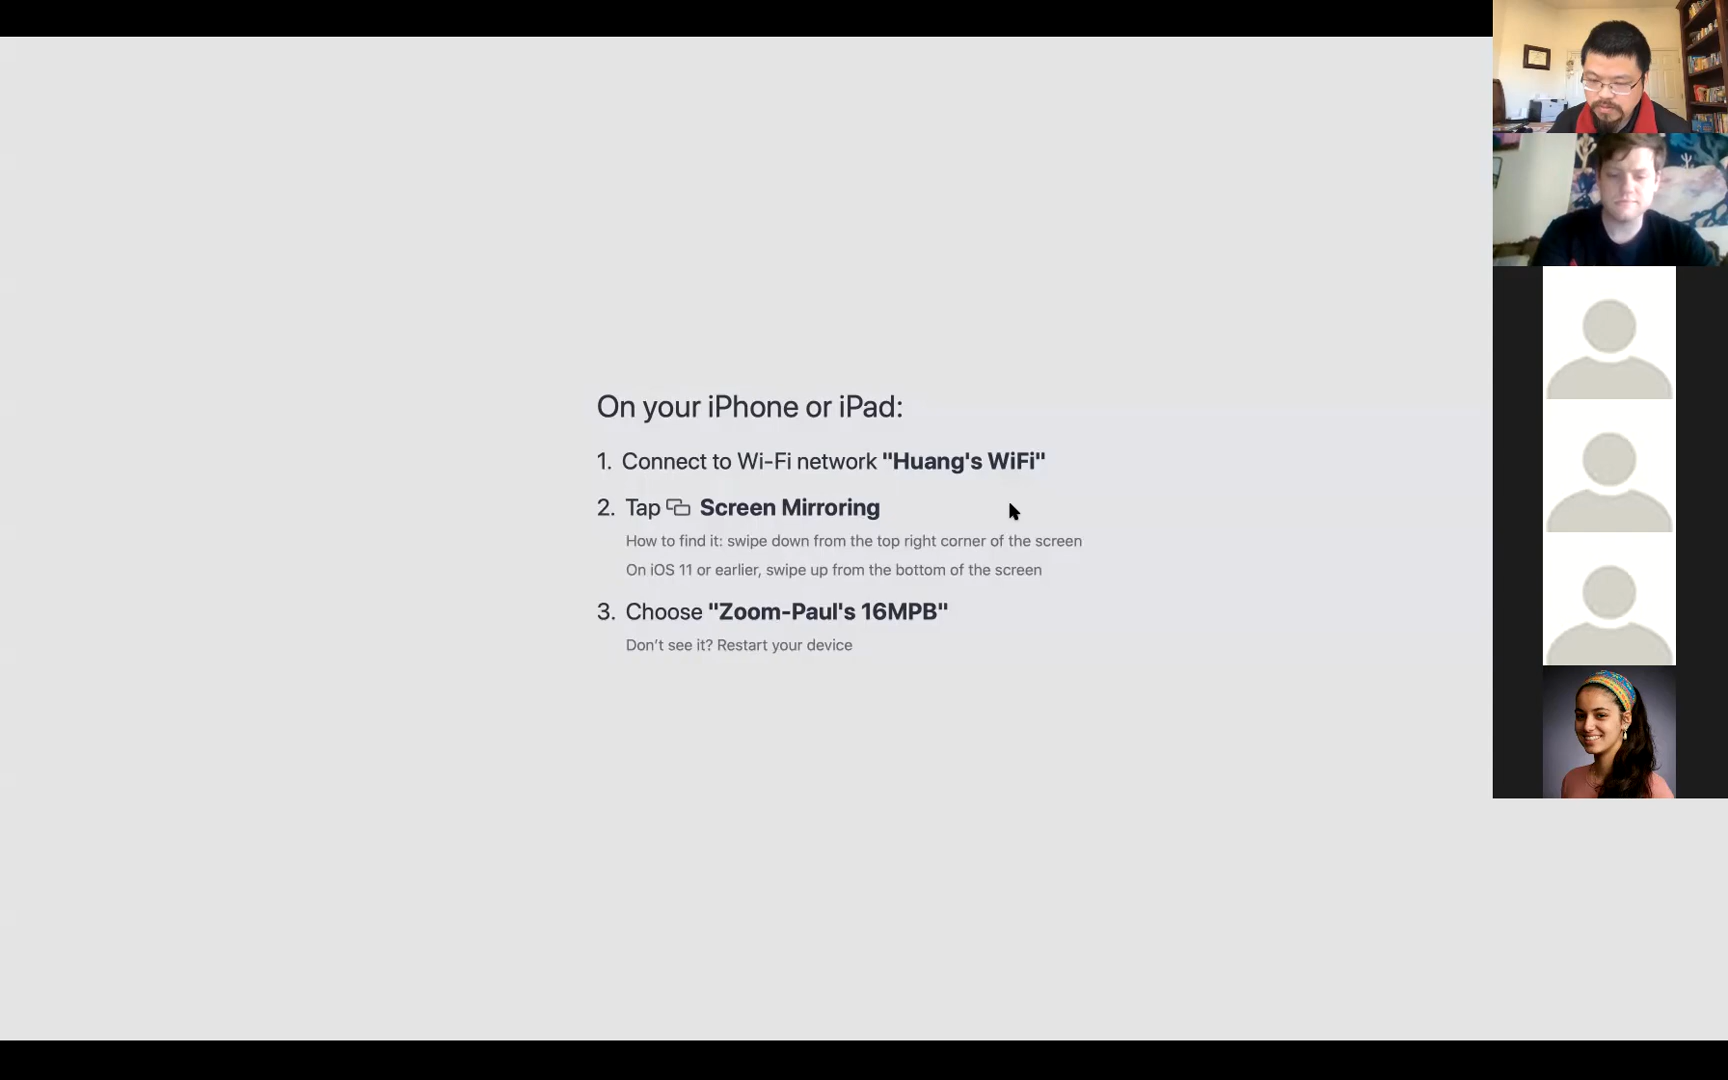 On your iPhone or iPad:
1. Connect to Wi-Fi network "Huang's WiFi"
2. Tap Screen Mirroring
How to find it: swipe down from the top right corner of the screen
On iOS 11 or earlier, swipe up from the bottom of the screen
3. Choose "Zoom-Paul's 16MPB"
Don’t see it? Restart your device